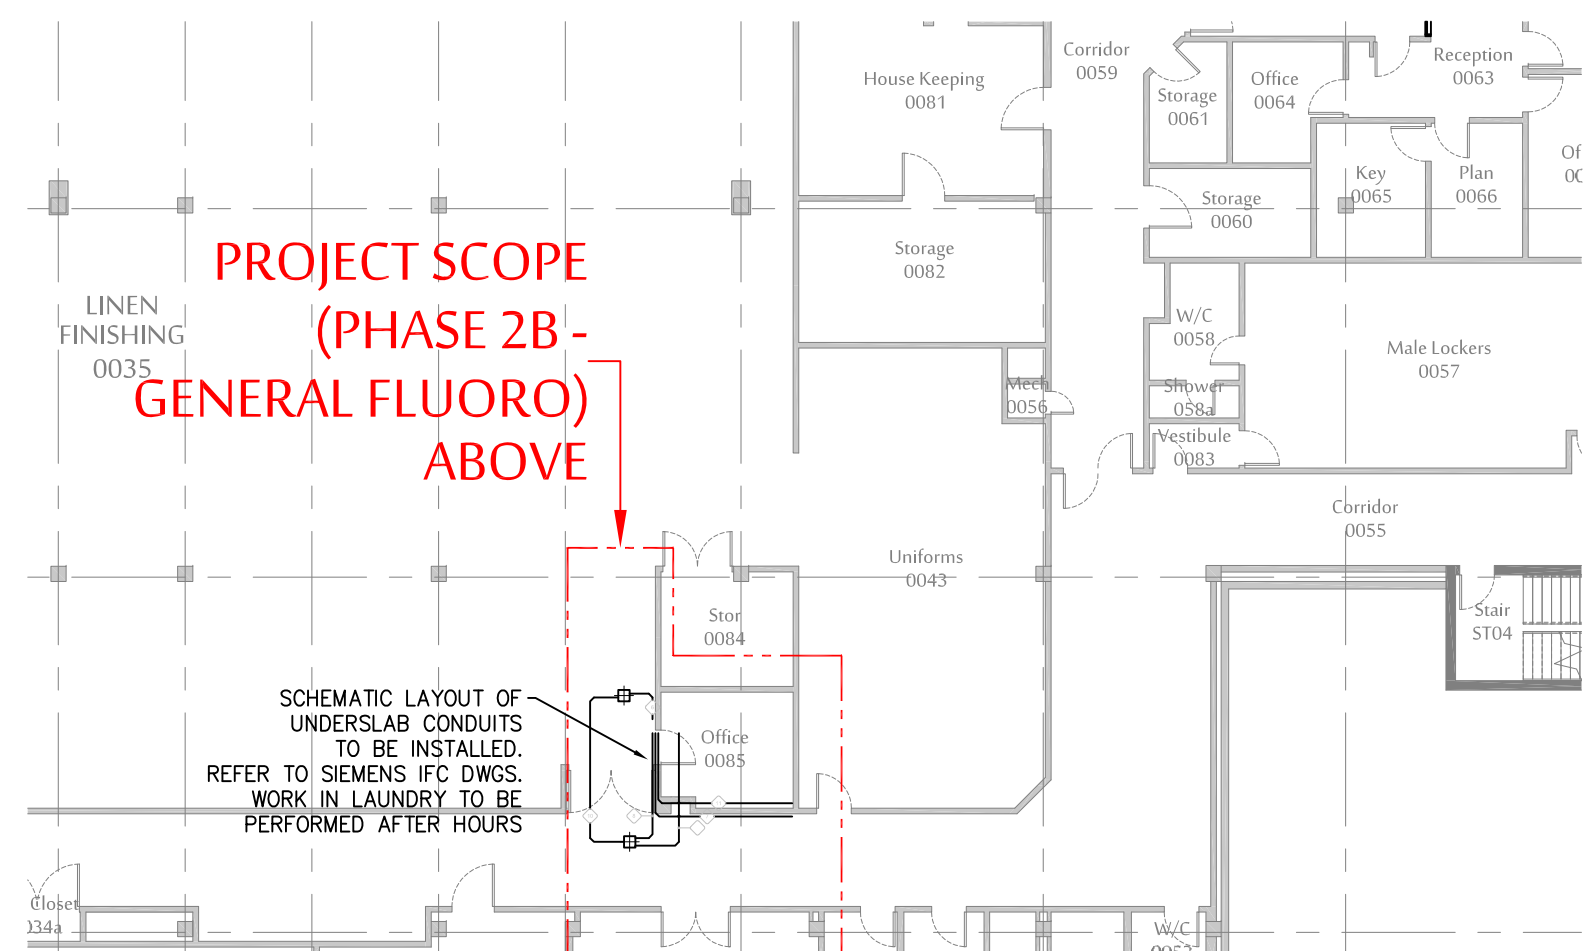 Corridor
0059
House Keeping
0081
Storage
0061
Office
0064
Reception
0063
Key
0065
Plan
0066
Storage
0060
Storage
0082
PROJECT SCOPE
(PHASE 2B -
GENERAL FLUORO)
ABOVE
LINEN
FINISHING
0035
W/C
0058
Male Lockers
0057
Mech
0056
Shower
058a
Vestibule
0083
Corridor
0055
Uniforms
0043
Stor
0084
Stair
ST04
SCHEMATIC LAYOUT OF
UNDERSLAB CONDUITS
TO BE INSTALLED.
REFER TO SIEMENS IFC DWGS.
WORK IN LAUNDRY TO BE
PERFORMED AFTER HOURS
Office
0085
Closet
034a
W/C